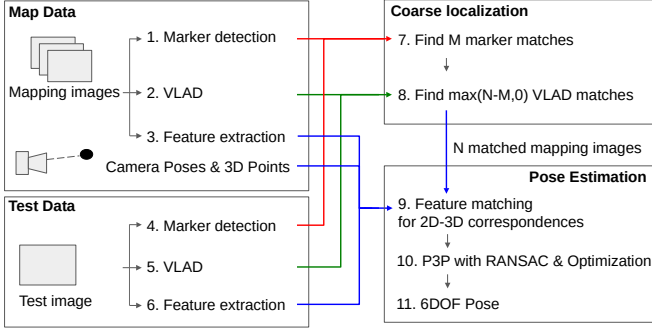 Map Data
1. Marker detection
Mapping images
2. VLAD
3. Feature extraction
Camera Poses & 3D Points
Test Data
4. Marker detection
5. VLAD
Test image
6. Feature extraction
Coarse localization
7. Find M marker matches
8. Find max(N-M,0) VLAD matches
N matched mapping images
Pose Estimation
9. Feature matching
for 2D-3D correspondences
10. P3P with RANSAC & Optimization
11. 6DOF Pose